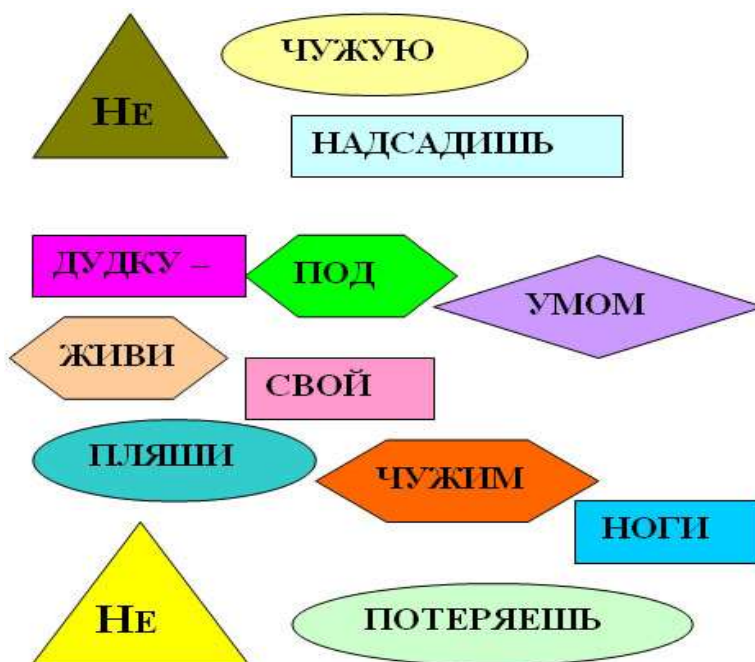 ЧУЖУЮ
НЕ
НАДСАДИШЬ
ДУДКУ –
ПОД
УМОМ
ЖИВИ
СВОЙ
ПЛЯШИ
ЧУЖИМ
НОГИ
НЕ
ПОТЕРЯЕШЬ